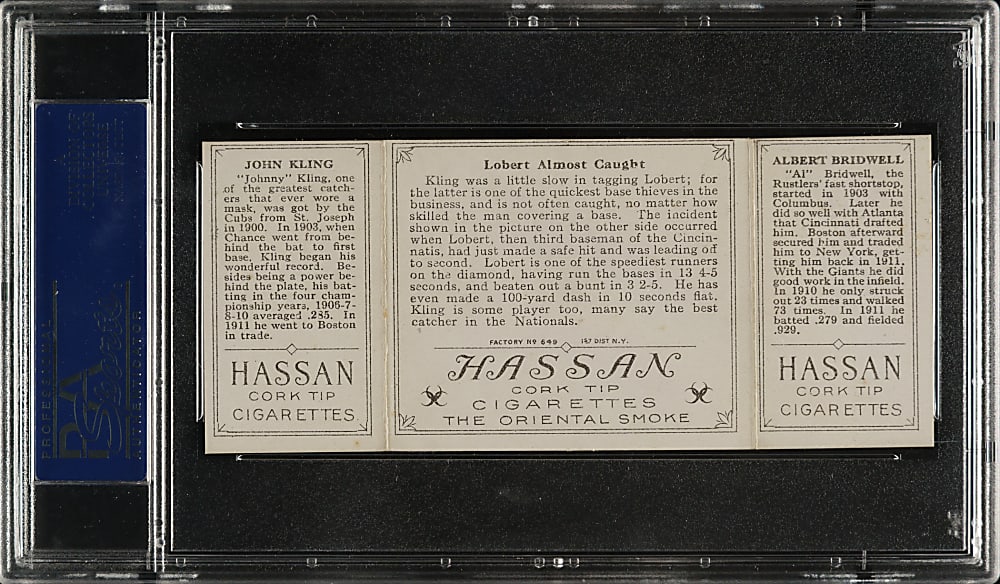 JOHN KLING
"Johnny" Kling, one
of the greatest catch-
ers that ever wore a
mask, was got by the
Cubs from St. Joseph
in 1900. In 1903, when
Chance went from be-
hind the bat to first
base, Kling began his
wonderful record. Be-
sides being a power be-
hind the plate, his bat-
ting in the four cham-
pionship years, 1906-7-
8-10 averaged .285. In
1911 he went to Boston
in trade.
HASSAN
CORK TIP
CIGARETTES
Lobert Almost Caught
Kling was a little slow in tagging Lobert; for
the latter is one of the quickest base thieves in the
business, and is not often caught, no matter how
skilled the man covering a base. The incident
shown in the picture on the other side occurred
when Lobert, then third baseman of the Cincin-
natis, had just made a safe hit and was leading off
to second. Lobert is one of the speediest runners
on the diamond, having run the bases in 13 4-5
seconds, and beaten out a bunt in 3 2-5. He has
even made a 100-yard dash in 10 seconds flat.
Kling is some player too, many say the best
catcher in the Nationals.
FACTORY Nº 649 1ST DIST N.Y.
HASSAN
CORK TIP
CIGARETTES
THE ORIENTAL SMOKE
ALBERT BRIDWELL
"Al" Bridwell, the
Rustlers' fast shortstop,
started in 1903 with
Columbus. Later he
did so well with Atlanta
that Cincinnati drafted
him. Boston afterward
secured him and traded
him to New York, get-
ting him back in 1911.
With the Giants he did
good work in the infield.
In 1910 he only struck
out 23 times and walked
73 times. In 1911 he
batted .279 and fielded
.929.
HASSAN
CORK TIP
CIGARETTES
PROFESSIONAL
PSA
AUTHENTICATOR